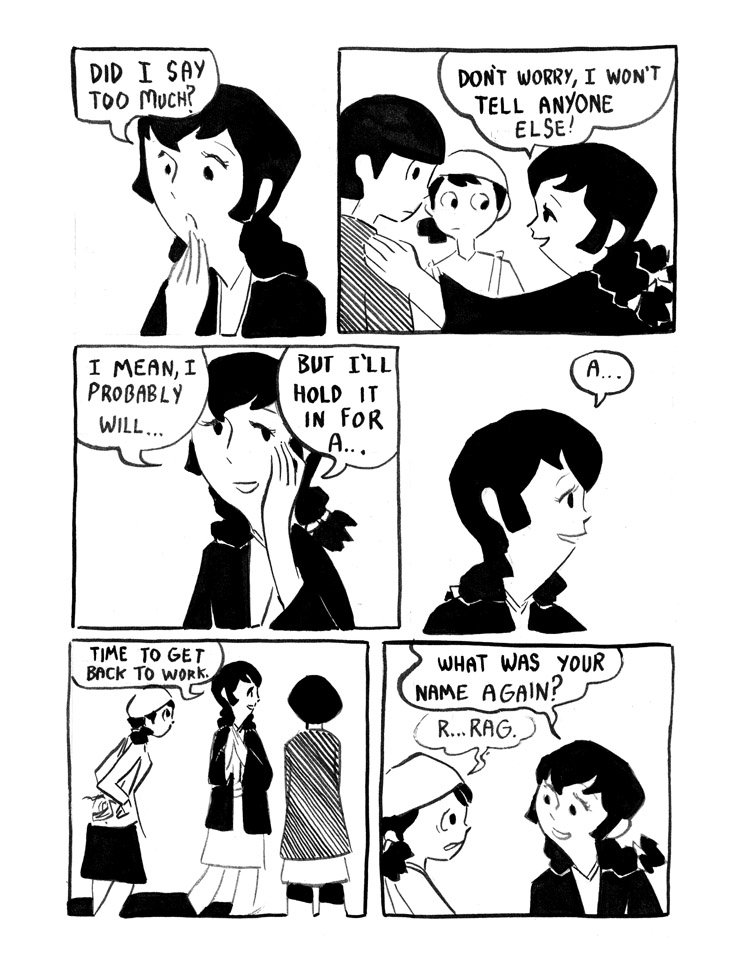 DID I SAY
TOO MUCH?
DON'T WORRY, I WON'T
TELL ANYONE
ELSE!
I MEAN, I
PROBABLY
WILL...
BUT I'LL
HOLD IT
IN FOR
A...
A...
TIME TO GET
BACK TO WORK.
WHAT WAS YOUR
NAME AGAIN?
R...RAG.